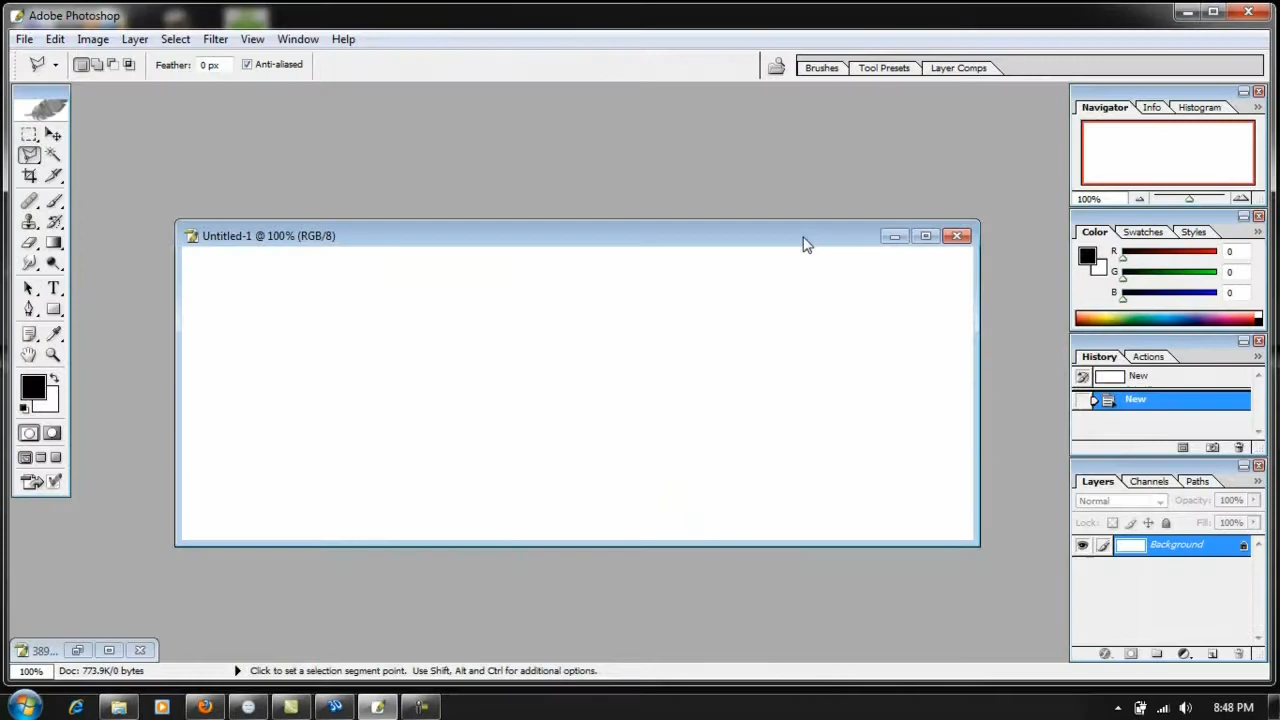 Adobe Photoshop
File Edit Image Layer Select Filter View Window Help
Feather: 0 px Anti-aliased Brushes Tool Presets Layer Comps
Navigator Info Histogram
100%
Untitled-1 @ 100% (RGB/8)
Color Swatches Styles
R 0
G 0
B 0
T
History Actions
New
New
Layers Channels Paths
Normal Opacity: 100%
Lock: Fill: 100%
Background
389...
100% Doc: 773.9K/0 bytes Click to set a selection segment point. Use Shift, Alt and Ctrl for additional options.
8:48 PM